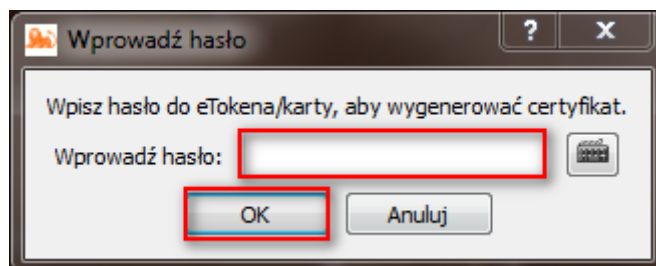 Wprowadź hasło
Wpisz hasło do eTokena/karty, aby wygenerować certyfikat.
Wprowadź hasło:
OK Anuluj